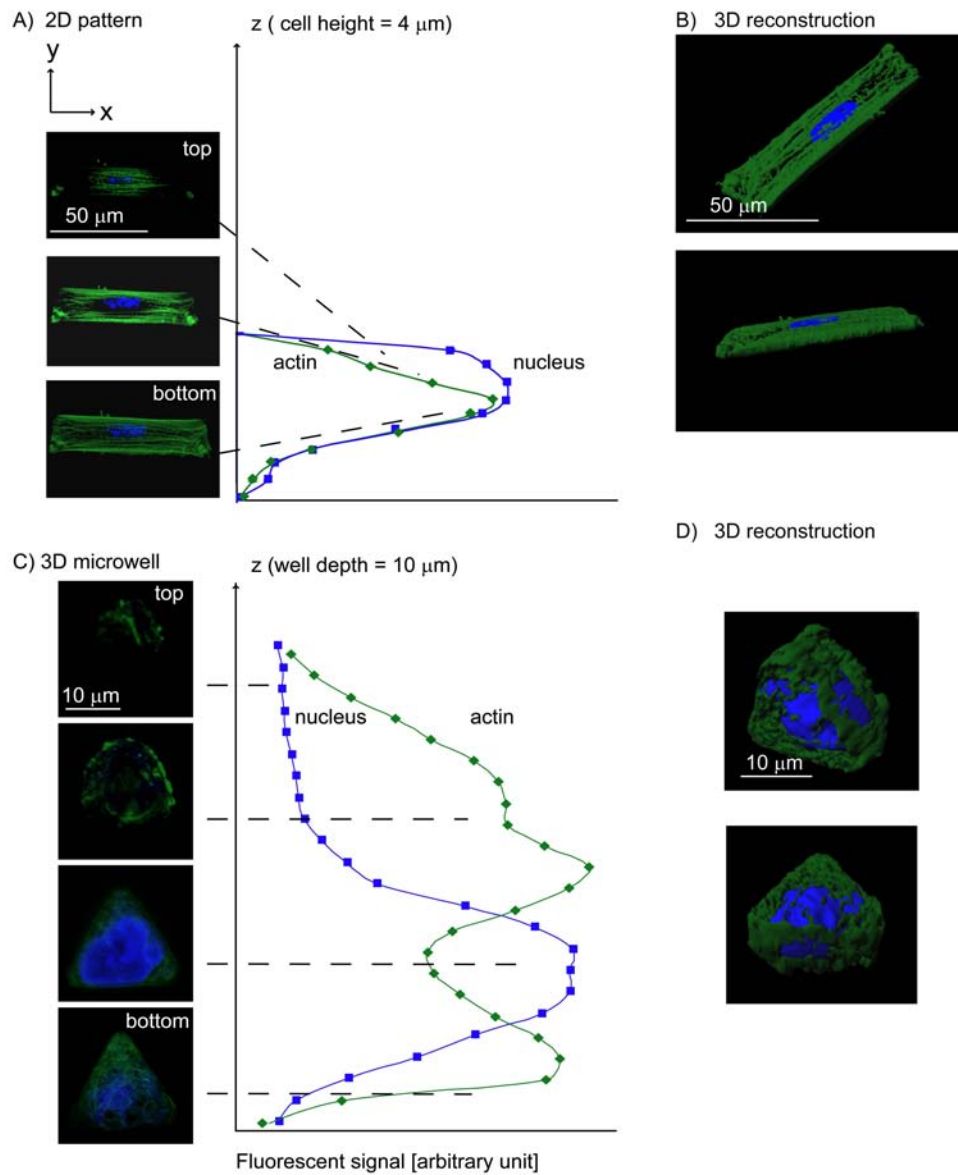 A) 2D pattern
z ( cell height = 4 μm)
B) 3D reconstruction
y
x
top
50 μm
bottom
actin
nucleus
50 μm
C) 3D microwell
z (well depth = 10 μm)
D) 3D reconstruction
top
10 μm
nucleus
actin
bottom
10 μm
Fluorescent signal [arbitrary unit]